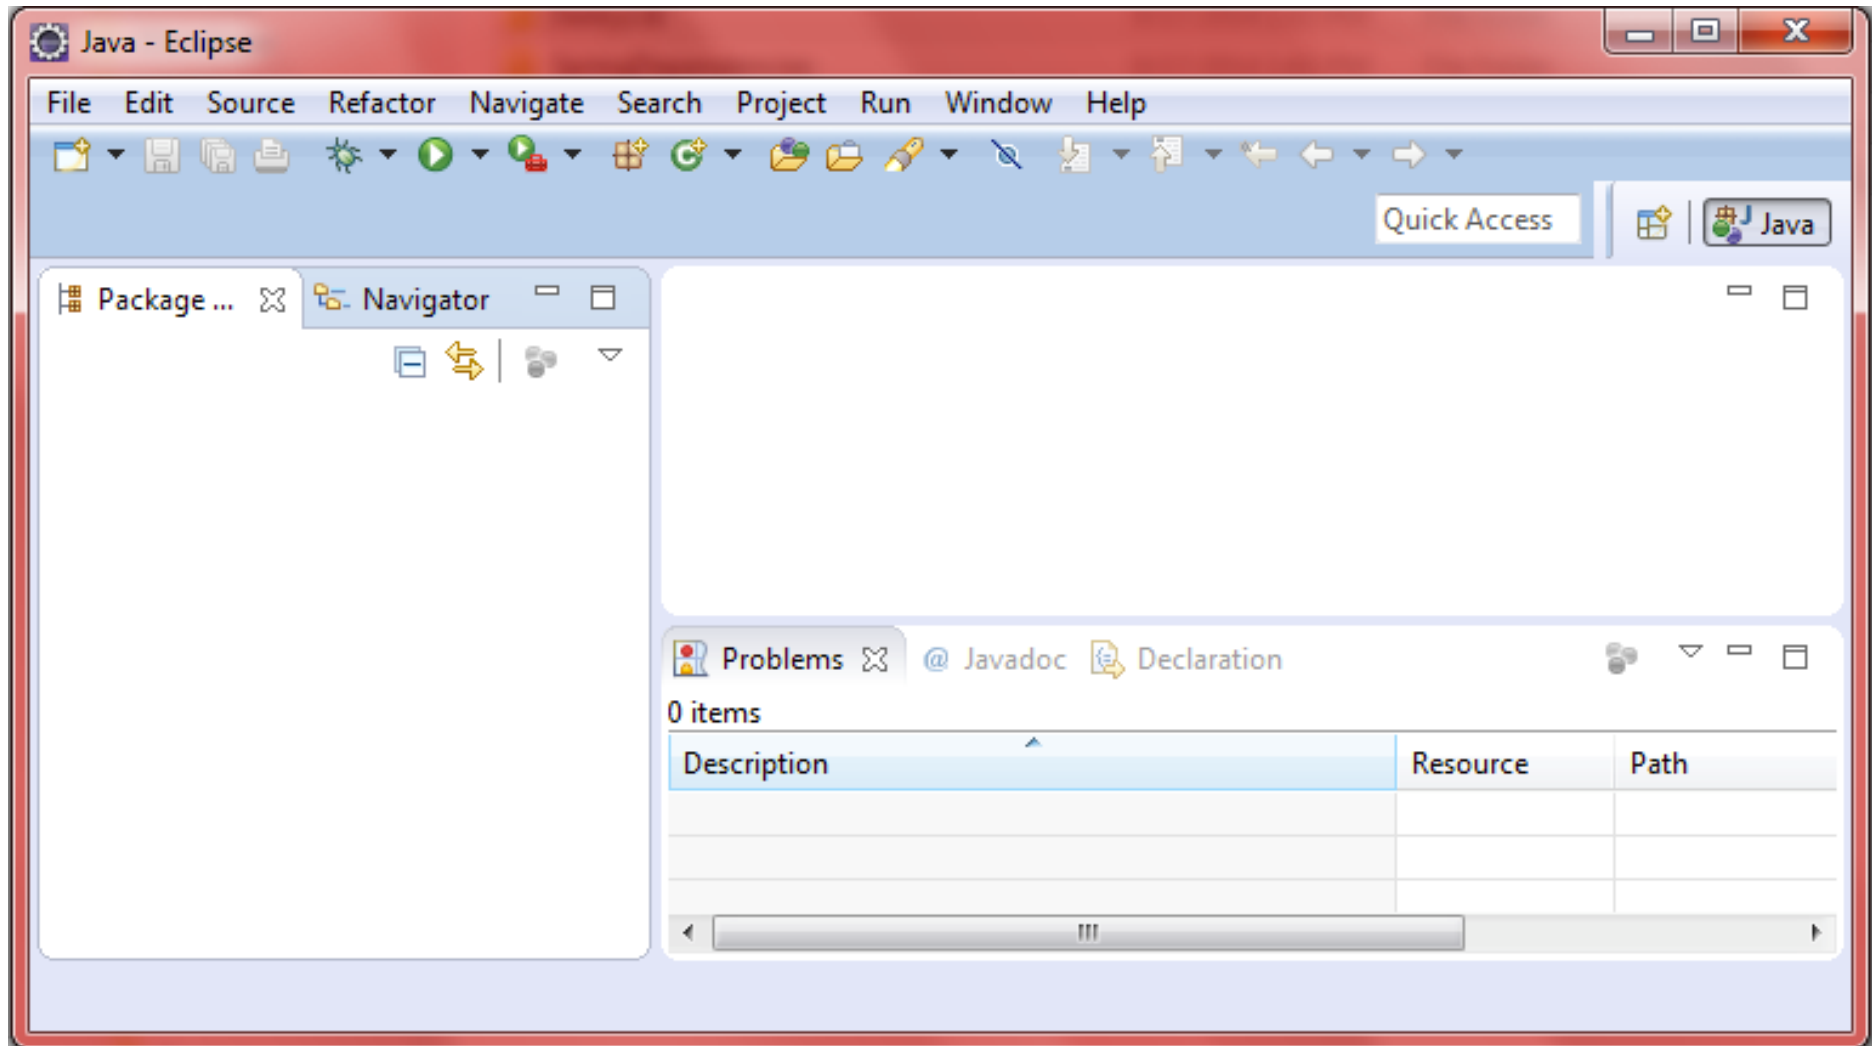 Java - Eclipse
File Edit Source Refactor Navigate Search Project Run Window Help
Quick Access
Java
Package ...
Navigator
Problems @ Javadoc Declaration
0 items
Description Resource Path